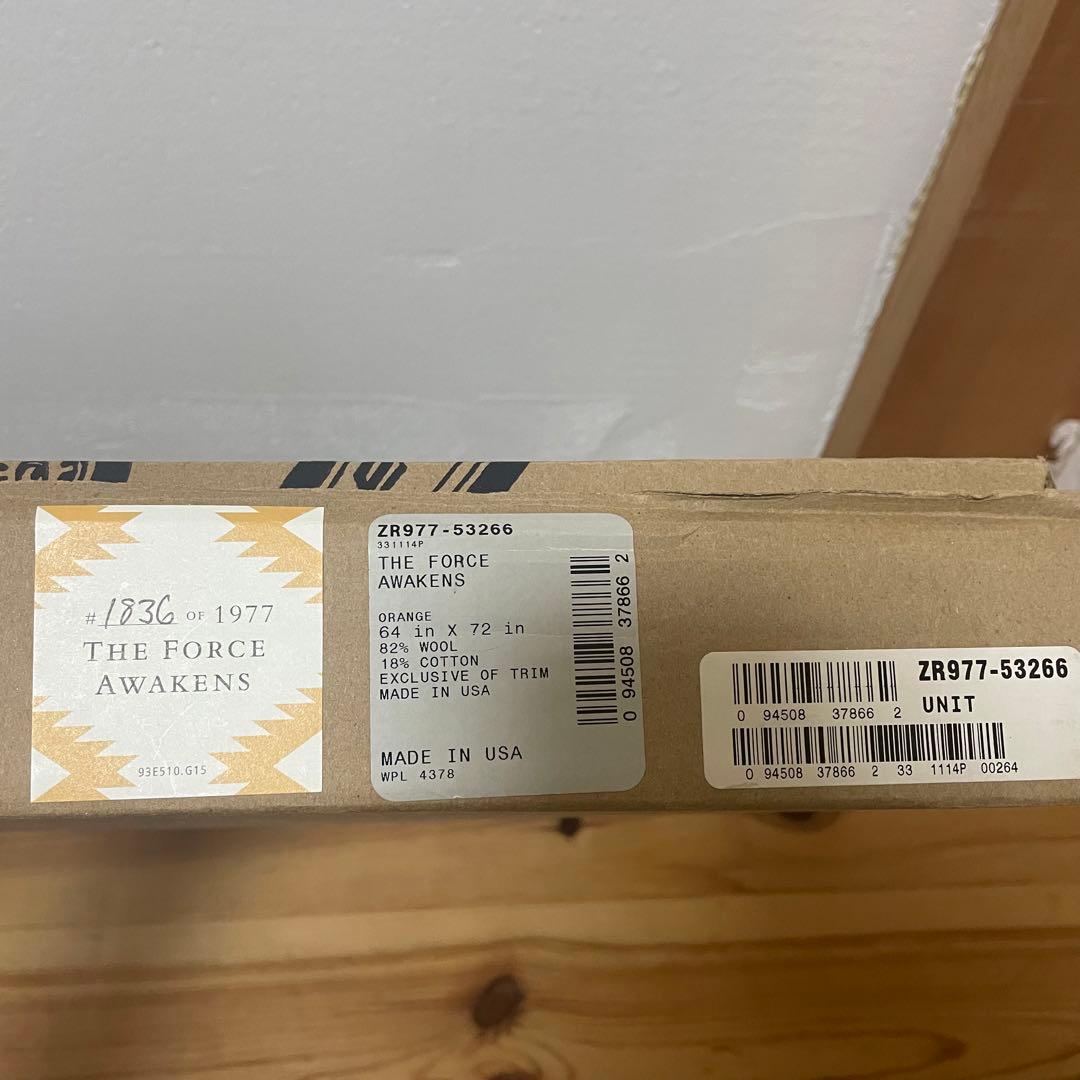 #1836 OF 1977
THE FORCE
AWAKENS
93E510.G15
ZR977-53266
331114P
THE FORCE
AWAKENS
ORANGE
64 in X 72 in
82% WOOL
18% COTTON
EXCLUSIVE OF TRIM
MADE IN USA
MADE IN USA
WPL 4378
0 94508 37866 2
ZR977-53266
UNIT
0 94508 37866 2
0 94508 37866 2 33 1114P 00264